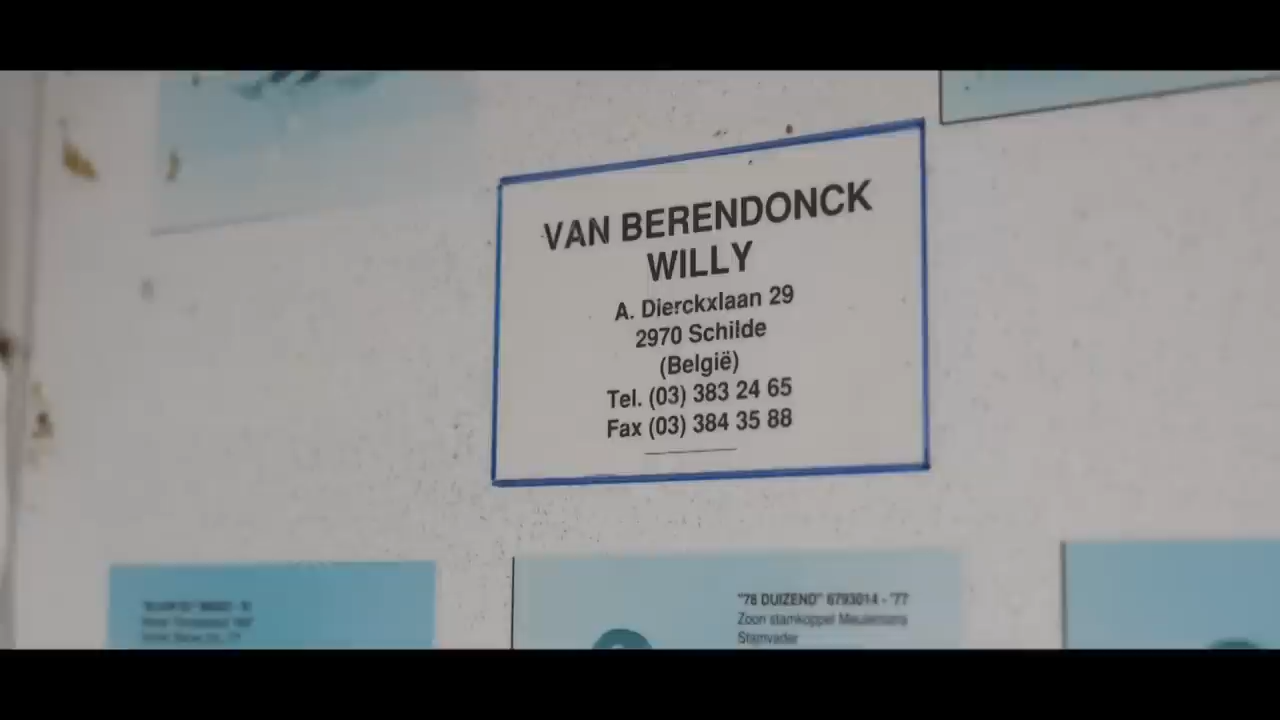 VAN BERENDONCK
WILLY
A. Dierckxlaan 29
2970 Schilde
(België)
Tel. (03) 383 24 65
Fax (03) 384 35 88
"78 DUIZEND" 6793014 - '77
Zoon stamkoppel Meulemans
Stamvader